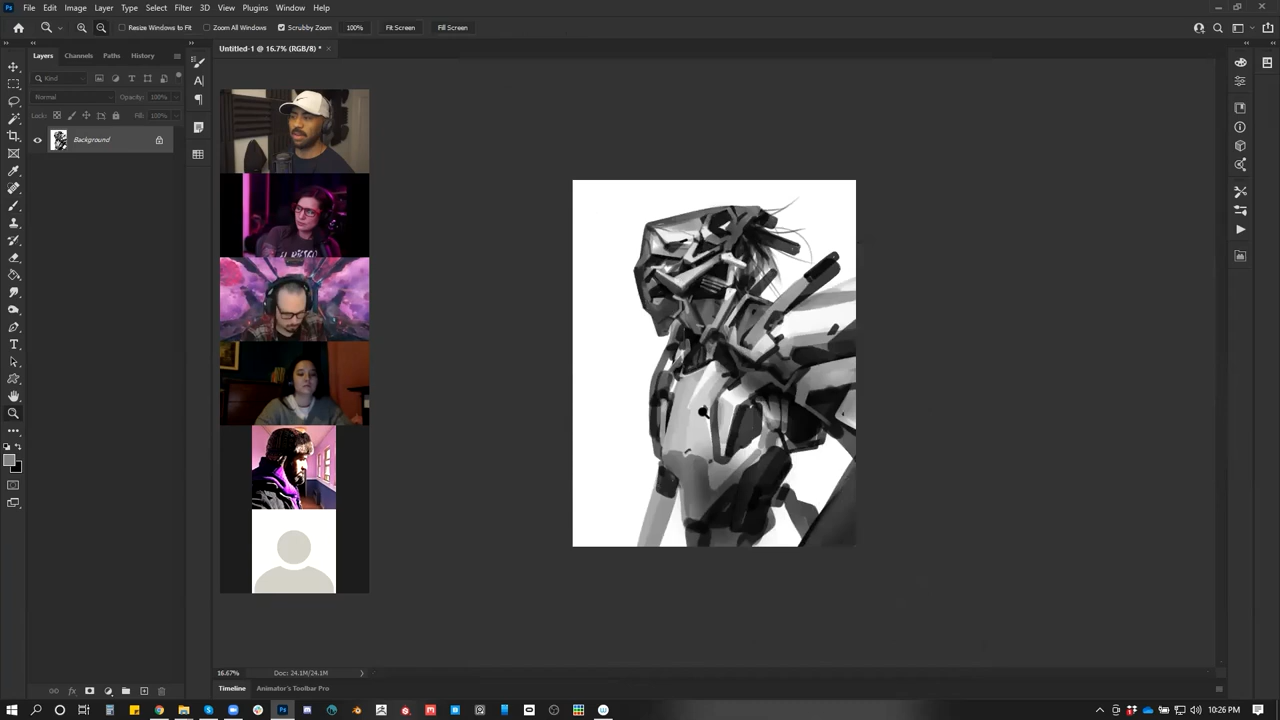 File Edit Image Layer Type Select Filter 3D View Plugins Window Help
Resize Windows to Fit Zoom All Windows Scrubby Zoom 100% Fit Screen Fill Screen
Layers Channels Paths History
Untitled-1 @ 16.7% (RGB/8) *
Kind
Normal Opacity: 100%
Lock: Fill: 100%
Background
16.67% Doc: 24.1M/24.1M
Timeline Animator's Toolbar Pro
10:26 PM